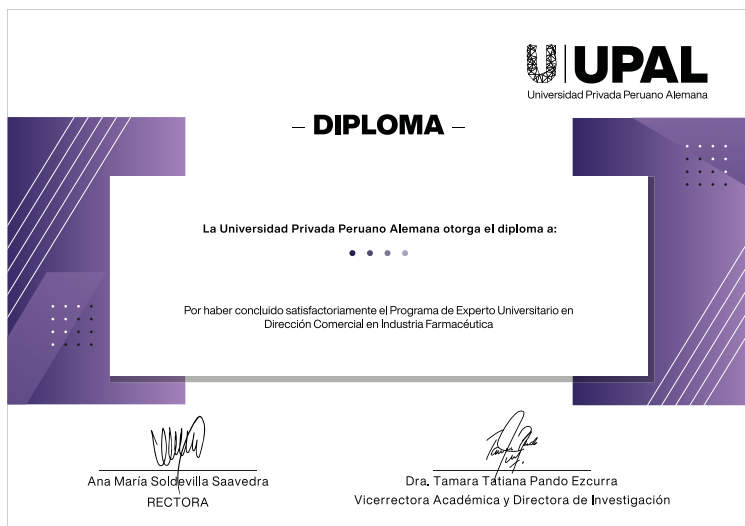 UPAL
Universidad Privada Peruano Alemana
– DIPLOMA –
La Universidad Privada Peruano Alemana otorga el diploma a:
Por haber concluido satisfactoriamente el Programa de Experto Universitario en
Dirección Comercial en Industria Farmacéutica
Ana María Soldevilla Saavedra
RECTORA
Dra. Tamara Tatiana Pando Ezcurra
Vicerrectora Académica y Directora de Investigación